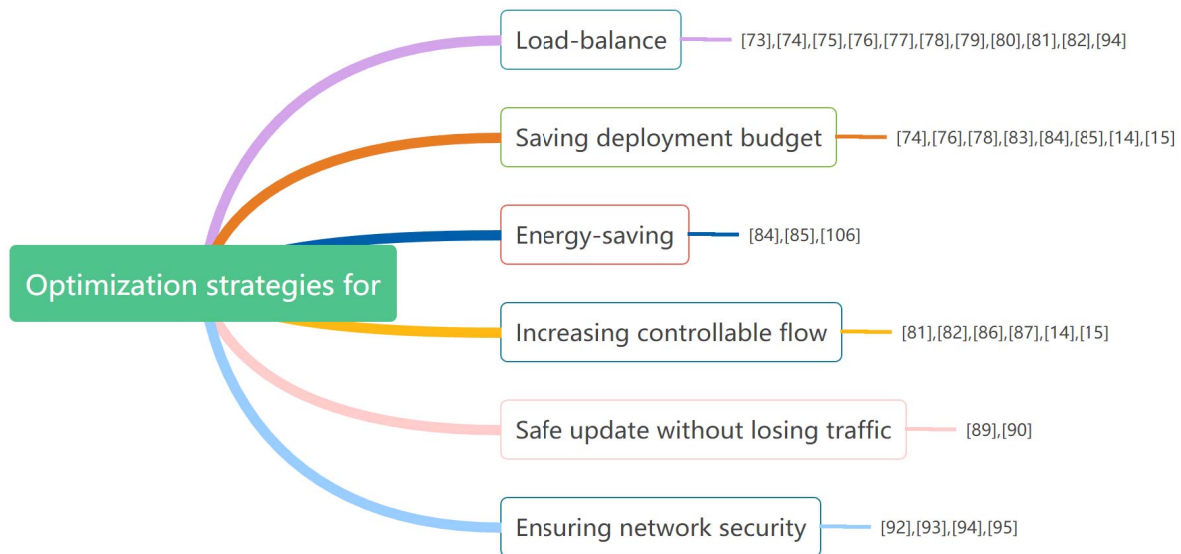 Optimization strategies for
Load-balance
[73],[74],[75],[76],[77],[78],[79],[80],[81],[82],[94]
Saving deployment budget
[74],[76],[78],[83],[84],[85],[14],[15]
Energy-saving
[84],[85],[106]
Increasing controllable flow
[81],[82],[86],[87],[14],[15]
Safe update without losing traffic
[89],[90]
Ensuring network security
[92],[93],[94],[95]